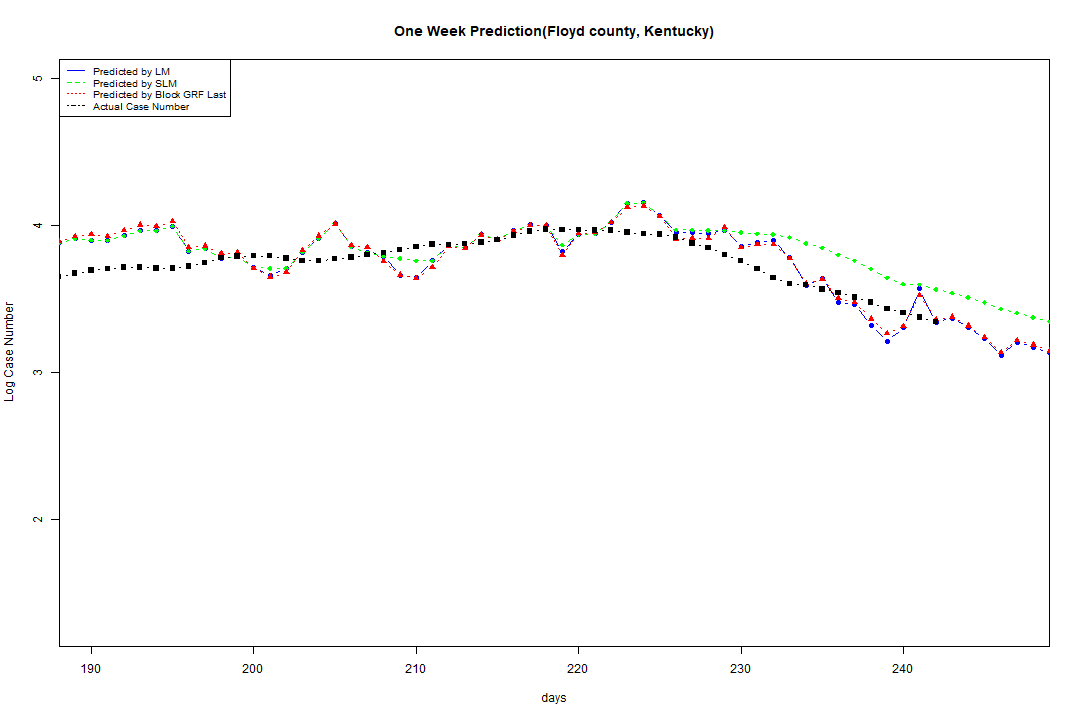 One Week Prediction(Floyd county, Kentucky)
Predicted by LM
Predicted by SLM
Predicted by Block GRF Last
Actual Case Number
5
4
3
2
Log Case Number
190 200 210 220 230 240
days